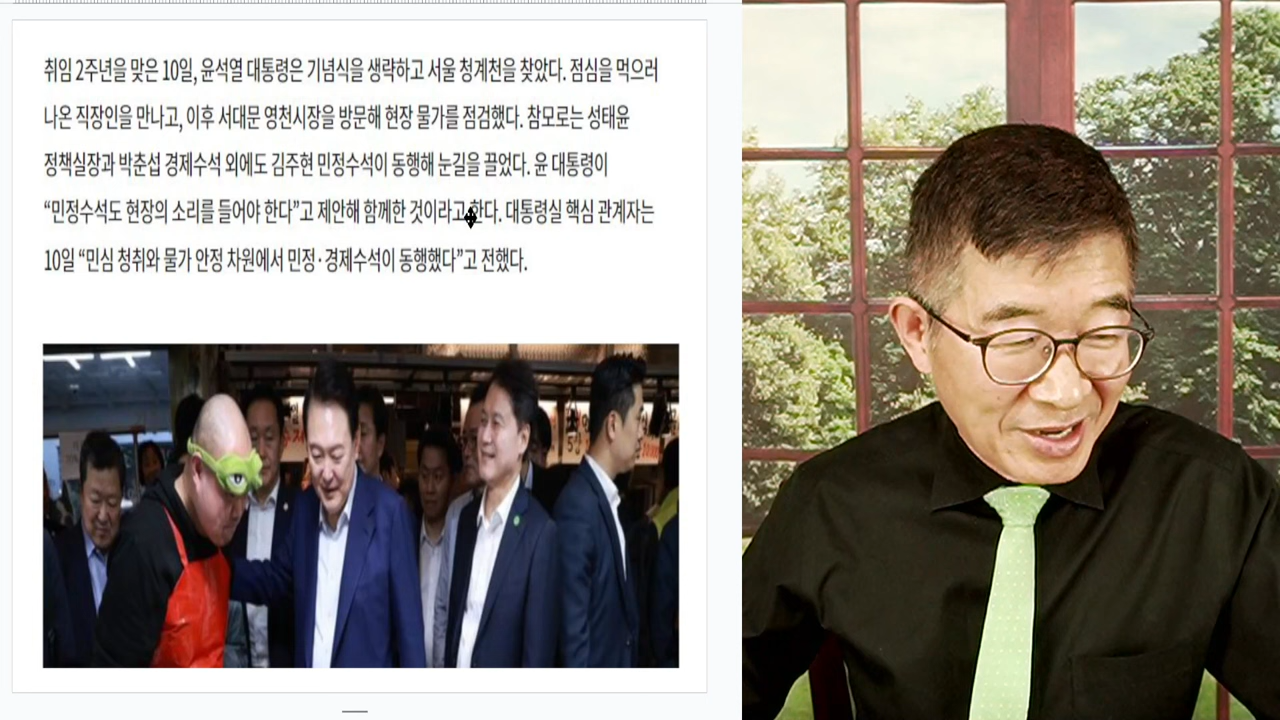 취임 2주년을 맞은 10일, 윤석열 대통령은 기념식을 생략하고 서울 청계천을 찾았다. 점심을 먹으러
나온 직장인을 만나고, 이후 서대문 영천시장을 방문해 현장 물가를 점검했다. 참모로는 성태윤
정책실장과 박춘섭 경제수석 외에도 김주현 민정수석이 동행해 눈길을 끌었다. 윤 대통령이
“민정수석도 현장의 소리를 들어야 한다”고 제안해 함께한 것이라고 한다. 대통령실 핵심 관계자는
10일 “민심 청취와 물가 안정 차원에서 민정·경제수석이 동행했다”고 전했다.